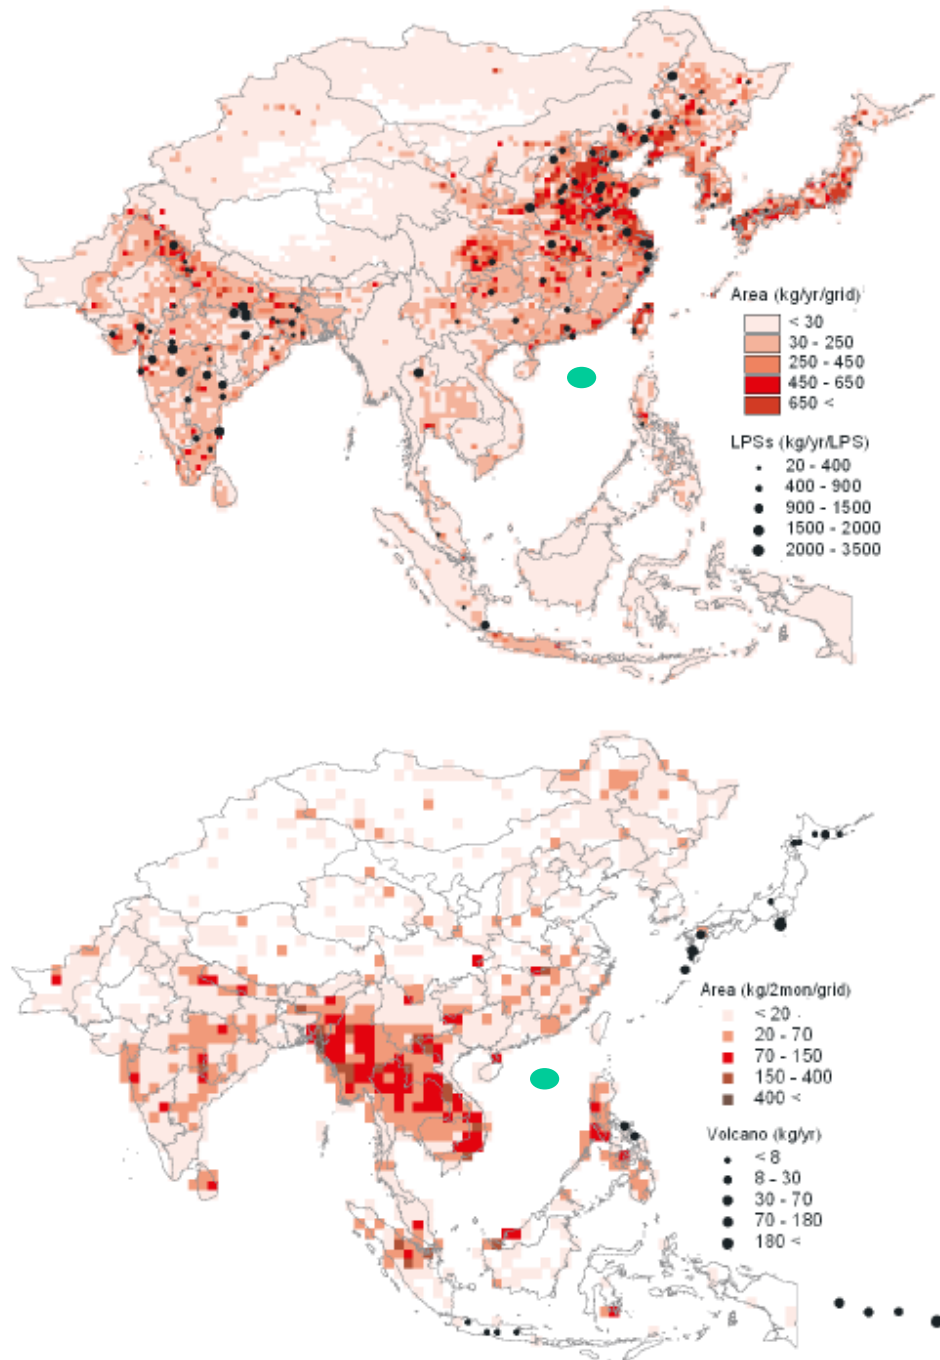 Area (kg/yr/grid)
< 30
30 - 250
250 - 450
450 - 650
650 <
LPSs (kg/yr/LPS)
20 - 400
400 - 900
900 - 1500
1500 - 2000
2000 - 3500
Area (kg/2mon/grid)
< 20
20 - 70
70 - 150
150 - 400
400 <
Volcano (kg/yr)
< 8
8 - 30
30 - 70
70 - 180
180 <